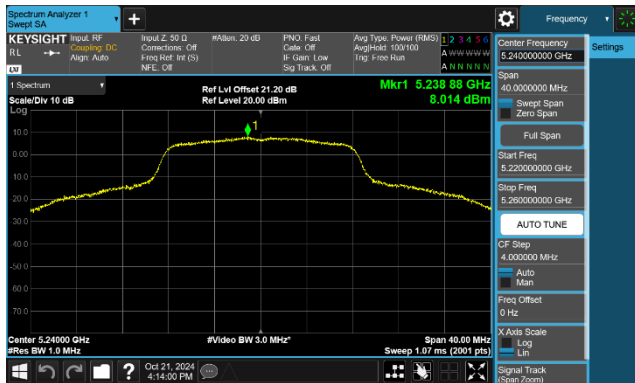 Spectrum Analyzer 1
Swept SA
Frequency
KEYSIGHT
RL
LXI
Input: RF
Coupling: DC
Align: Auto
Input Z: 50 Ω
Corrections: Off
Freq Ref: Int (S)
NFE: Off
#Atten: 20 dB
PNO: Fast
Gate: Off
IF Gain: Low
Sig Track: Off
Avg Type: Power (RMS)
Avg|Hold: 100/100
Trig: Free Run
1 2 3 4 5 6
A W W W W W
A N N N N N
1 Spectrum
Scale/Div 10 dB
Log
Ref Lvl Offset 21.20 dB
Ref Level 20.00 dBm
Mkr1 5.238 88 GHz
8.014 dBm
1
10.0
0.00
-10.0
-20.0
-30.0
-40.0
-50.0
-60.0
-70.0
Center 5.24000 GHz
#Res BW 1.0 MHz
#Video BW 3.0 MHz*
Span 40.00 MHz
Sweep 1.07 ms (2001 pts)
Oct 21, 2024
4:14:00 PM
Center Frequency
5.240000000 GHz
Settings
Span
40.0000000 MHz
Swept Span
Zero Span
Full Span
Start Freq
5.220000000 GHz
Stop Freq
5.260000000 GHz
AUTO TUNE
CF Step
4.000000 MHz
Auto
Man
Freq Offset
0 Hz
X Axis Scale
Log
Lin
Signal Track
(Span Zoom)